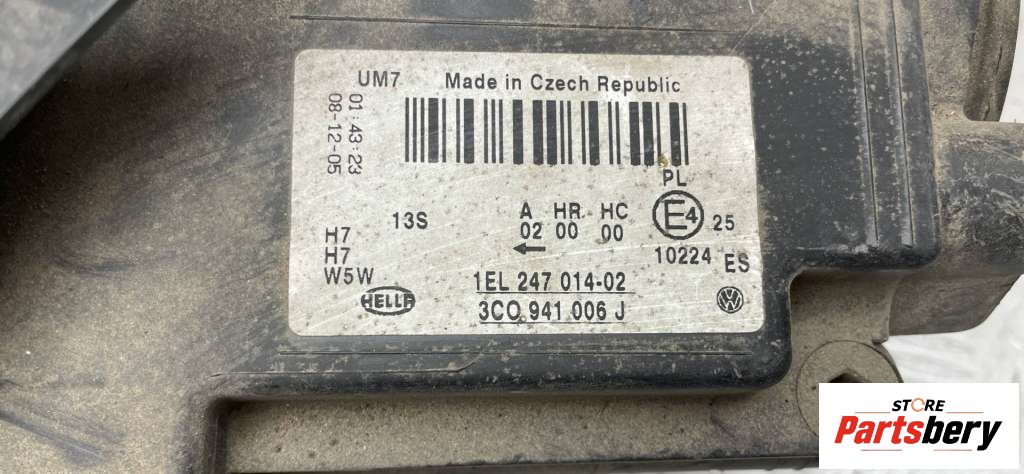 UM7 Made in Czech Republic
01:43:23
08-12-05
PL
13S
A HR HC
02 00 00
E4 25
10224 ES
H7
H7
W5W
HELLA
1EL 247 014-02
3C0 941 006 J
VW
STORE
Partsbery